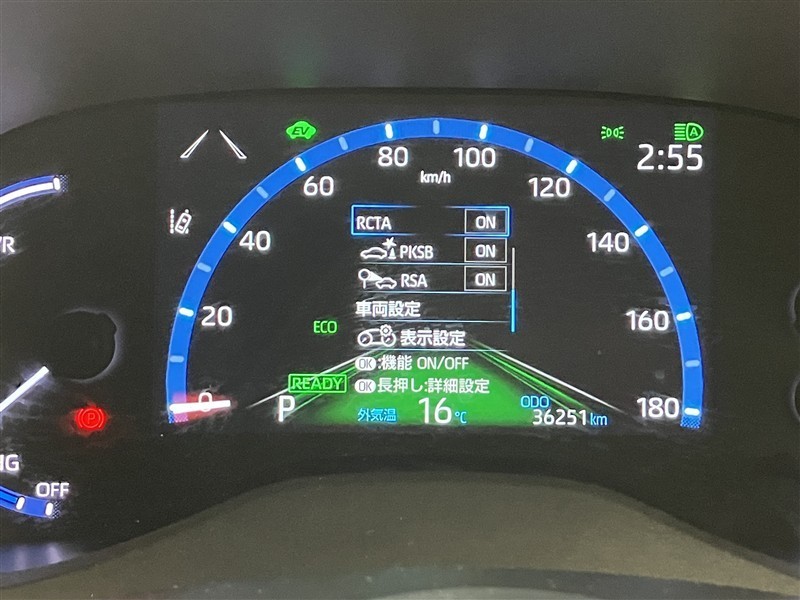 EV
A
2:55
80
100
km/h
60
120
RCTA ON
40
140
PKSB ON
RSA ON
車両設定
20
160
ECO
表示設定
OK:機能 ON/OFF
READY
OK長押し:詳細設定
0
P
外気温 16℃
ODO
36251km
180
P
OFF